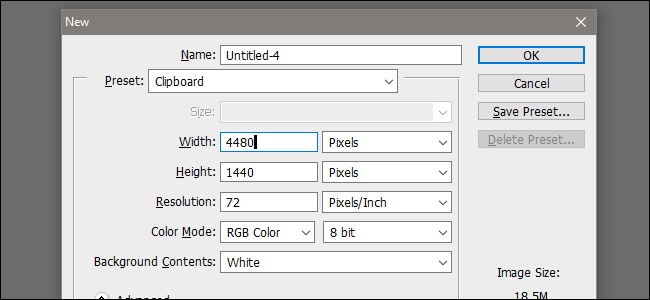 New
Name: Untitled-4 OK
Preset: Clipboard Cancel
Size: Save Preset...
Width: 4480 Pixels Delete Preset...
Height: 1440 Pixels
Resolution: 72 Pixels/Inch
Color Mode: RGB Color 8 bit
Background Contents: White Image Size:
Advanced 18.5M